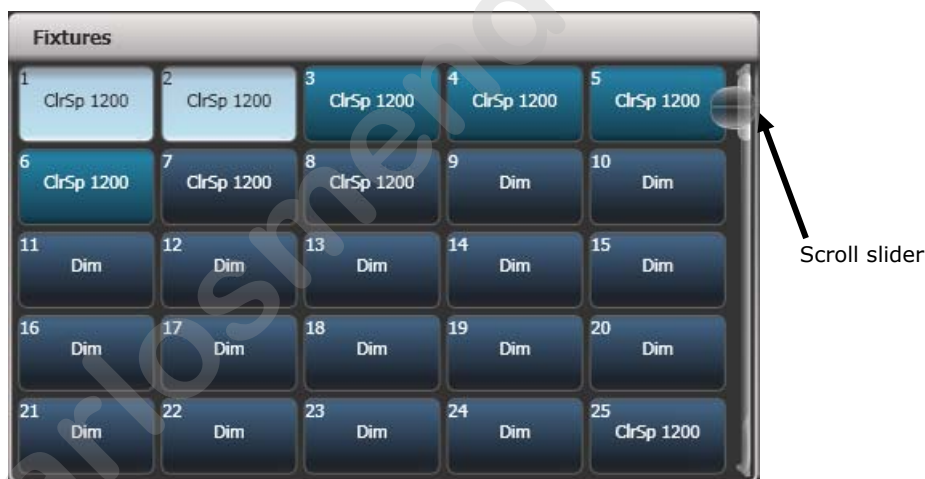 Fixtures
1 ClrSp 1200
2 ClrSp 1200
3 ClrSp 1200
4 ClrSp 1200
5 ClrSp 1200
6 ClrSp 1200
7 ClrSp 1200
8 ClrSp 1200
9 Dim
10 Dim
11 Dim
12 Dim
13 Dim
14 Dim
15 Dim
Scroll slider
16 Dim
17 Dim
18 Dim
19 Dim
20 Dim
21 Dim
22 Dim
23 Dim
24 Dim
25 ClrSp 1200
arlosmend